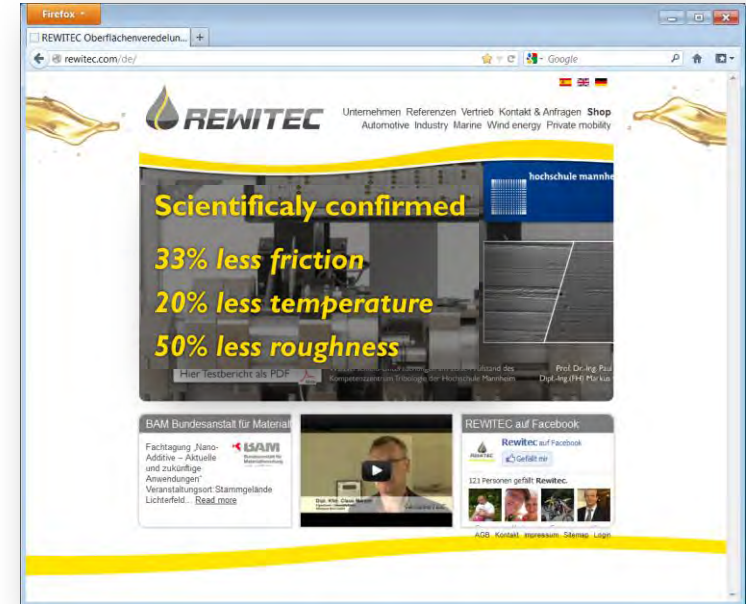 Firefox
REWITEC Oberflächenveredelun...
rewitec.com/de/
Google
REWITEC
Unternehmen Referenzen Vertrieb Kontakt & Anfragen Shop
Automotive Industry Marine Wind energy Private mobility
hochschule mannhe
Scientificaly confirmed
33% less friction
20% less temperature
50% less roughness
Hier Testbericht als PDF
stand des
Kompetenzzentrum Tribologie der Hochschule Mannheim
Prof. Dr.-Ing. Paul
Dipl.-Ing.(FH) Markus
BAM Bundesanstalt für Material
Fachtagung „Nano-
Additive – Aktuelle
und zukünftige
Anwendungen“
Veranstaltungsort:Stammgelände
Lichterfeld... Read more
BAM
REWITEC auf Facebook
Rewitec auf Facebook
Gefällt mir
121 Personen gefällt Rewitec.
AGB Kontakt Impressum Sitemap Login